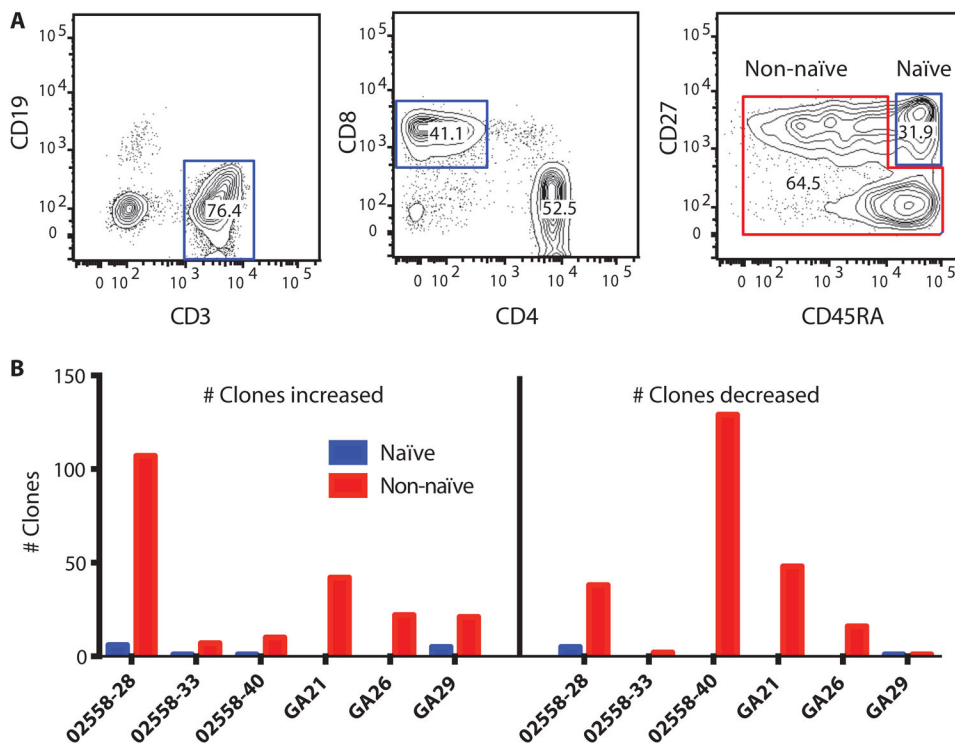 A
CD19
10^5
10^4
10^3
10^2
0
76.4
0 10^2 10^3 10^4 10^5
CD3
CD8
10^5
10^4
10^3
10^2
0
41.1
52.5
0 10^2 10^3 10^4 10^5
CD4
CD27
10^5
10^4
10^3
10^2
0
Non-naïve Naïve
31.9
64.5
0 10^2 10^3 10^4 10^5
CD45RA
B
# Clones
150
100
50
0
# Clones increased
# Clones decreased
Naïve
Non-naïve
02558-28
02558-33
02558-40
GA21
GA26
GA29
02558-28
02558-33
02558-40
GA21
GA26
GA29